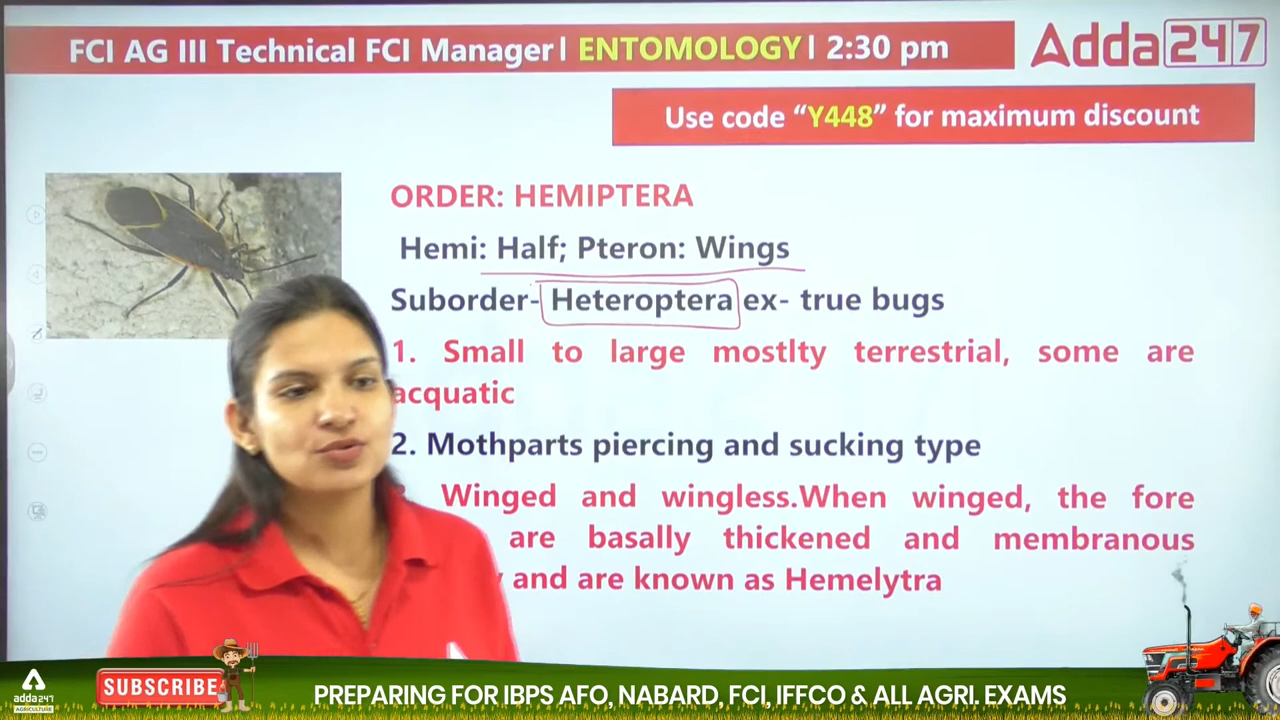 FCI AG III Technical FCI Manager| ENTOMOLOGY| 2:30 pm
Adda247
Use code “Y448” for maximum discount
ORDER: HEMIPTERA
Hemi: Half; Pteron: Wings
Suborder- Heteroptera ex- true bugs
1. Small to large mostlty terrestrial, some are
acquatic
2. Mothparts piercing and sucking type
Winged and wingless.When winged, the fore
are basally thickened and membranous
and are known as Hemelytra
adda247
AGRICULTURE
SUBSCRIBE
PREPARING FOR IBPS AFO, NABARD, FCI, IFFCO & ALL AGRI. EXAMS